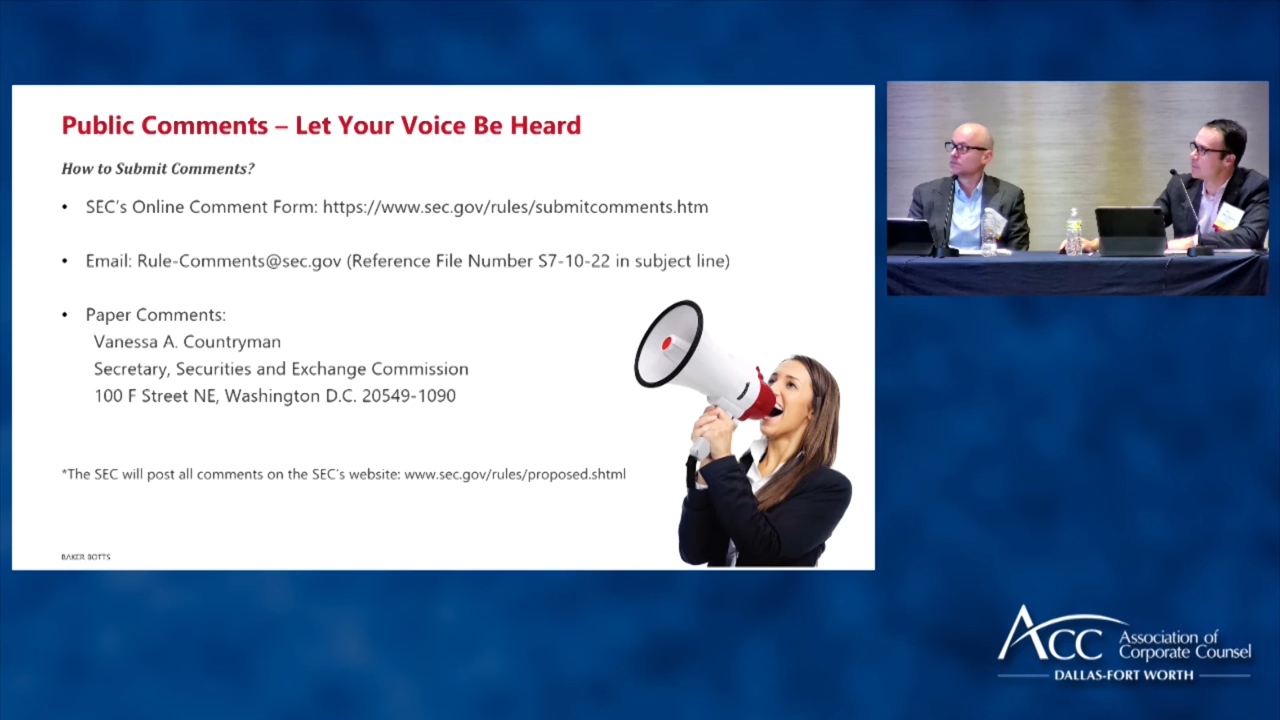 Public Comments – Let Your Voice Be Heard
How to Submit Comments?
• SEC's Online Comment Form: https://www.sec.gov/rules/submitcomments.htm
• Email: Rule-Comments@sec.gov (Reference File Number S7-10-22 in subject line)
• Paper Comments:
Vanessa A. Countryman
Secretary, Securities and Exchange Commission
100 F Street NE, Washington D.C. 20549-1090
*The SEC will post all comments on the SEC's website: www.sec.gov/rules/proposed.shtml
BAKER BOTTS
ACC Association of
Corporate Counsel
DALLAS-FORT WORTH